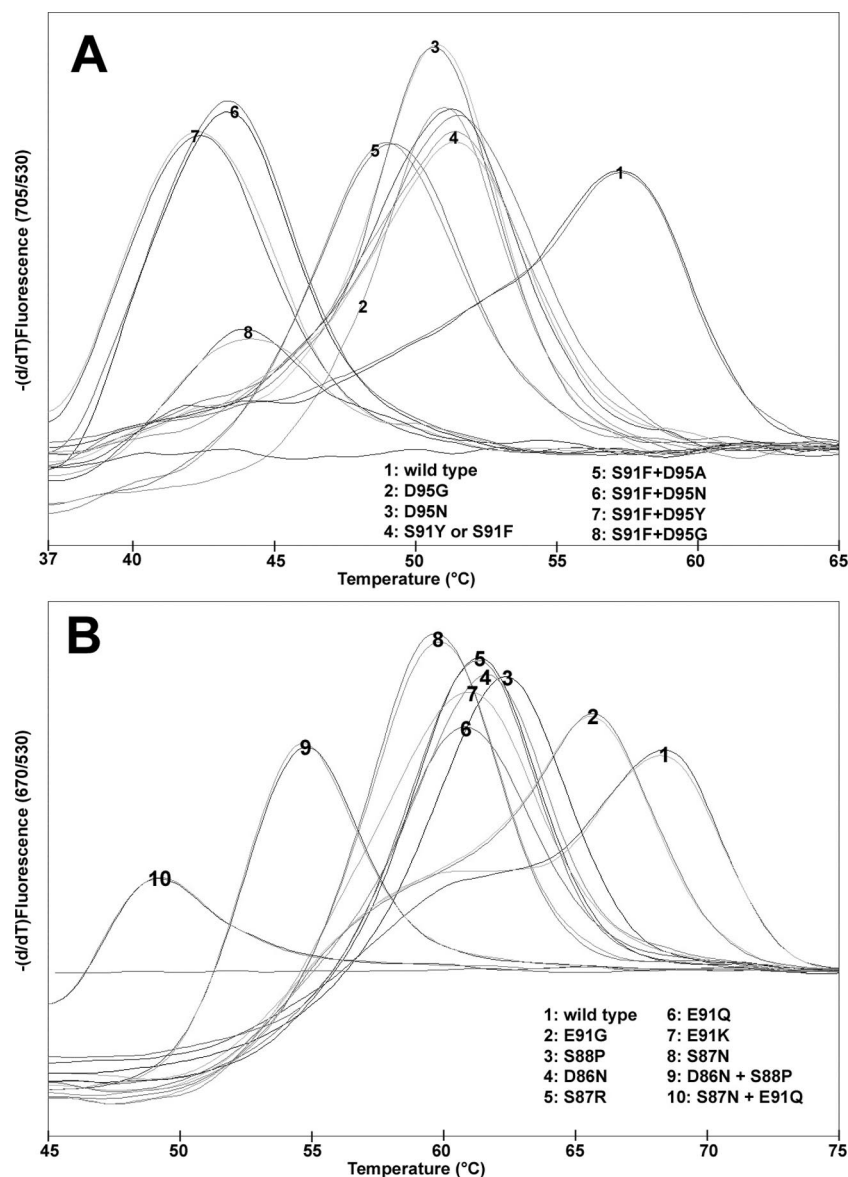 A
3
6
7
4
5
1
2
8
-(d/dT)Fluorescence (705/530)
1: wild type
2: D95G
3: D95N
4: S91Y or S91F
5: S91F+D95A
6: S91F+D95N
7: S91F+D95Y
8: S91F+D95G
37 40 45 50 55 60 65
Temperature (°C)
B
8
5
4
3
7
2
6
9
1
10
-(d/dT)Fluorescence (670/530)
1: wild type
2: E91G
3: S88P
4: D86N
5: S87R
6: E91Q
7: E91K
8: S87N
9: D86N + S88P
10: S87N + E91Q
45 50 55 60 65 70 75
Temperature (°C)